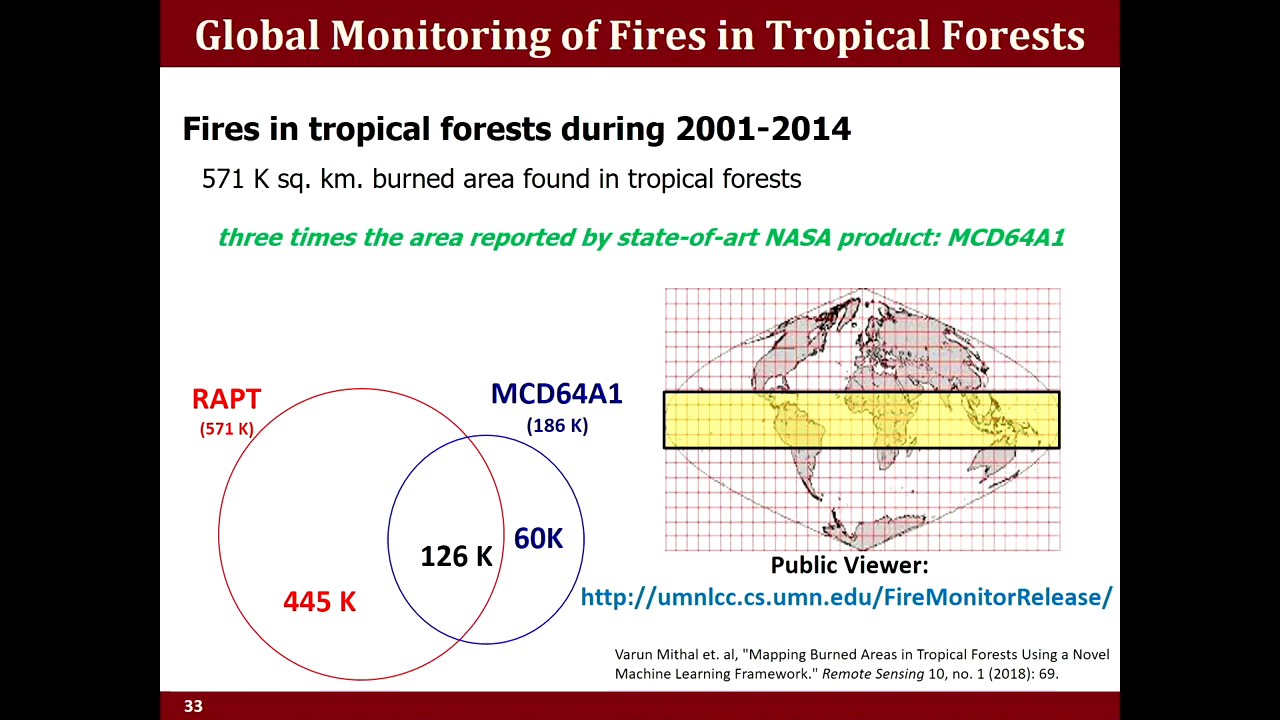 Global Monitoring of Fires in Tropical Forests
Fires in tropical forests during 2001-2014
571 K sq. km. burned area found in tropical forests
three times the area reported by state-of-art NASA product: MCD64A1
RAPT
(571 K)
MCD64A1
(186 K)
126 K
60K
445 K
Public Viewer:
http://umnlcc.cs.umn.edu/FireMonitorRelease/
Varun Mithal et. al, "Mapping Burned Areas in Tropical Forests Using a Novel
Machine Learning Framework." Remote Sensing 10, no. 1 (2018): 69.
33